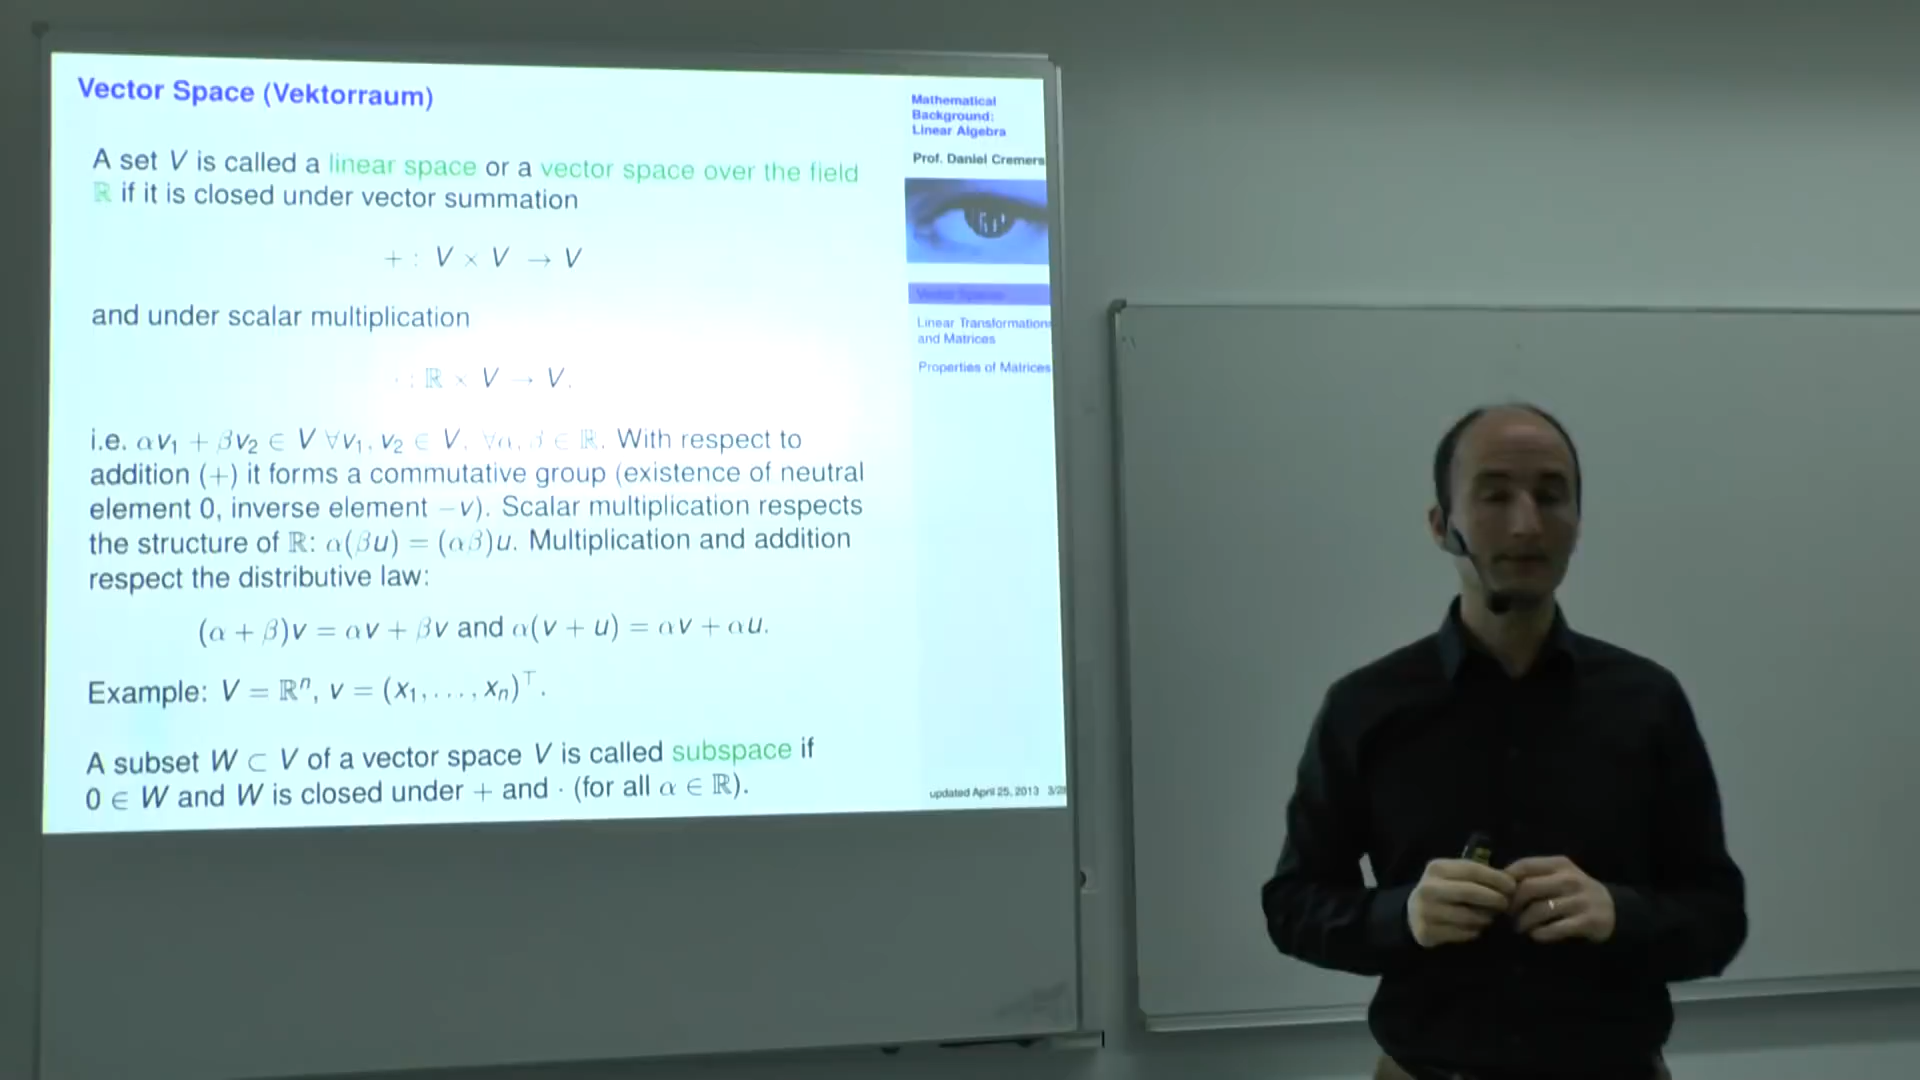 Vector Space (Vektorraum)
A set V is called a linear space or a vector space over the field
ℝ if it is closed under vector summation
+ : V × V → V
and under scalar multiplication
· : ℝ × V → V.
i.e. αv₁ + βv₂ ∈ V ∀v₁, v₂ ∈ V, ∀α, β ∈ ℝ. With respect to
addition (+) it forms a commutative group (existence of neutral
element 0, inverse element −v). Scalar multiplication respects
the structure of ℝ: α(βu) = (αβ)u. Multiplication and addition
respect the distributive law:
(α + β)v = αv + βv and α(v + u) = αv + αu.
Example: V = ℝⁿ, v = (x₁, . . . , xₙ)⊤.
A subset W ⊂ V of a vector space V is called subspace if
0 ∈ W and W is closed under + and · (for all α ∈ ℝ).
Mathematical
Background:
Linear Algebra
Prof. Daniel Cremers
Vector Spaces
Linear Transformations
and Matrices
Properties of Matrices
updated April 25, 2013 3/28